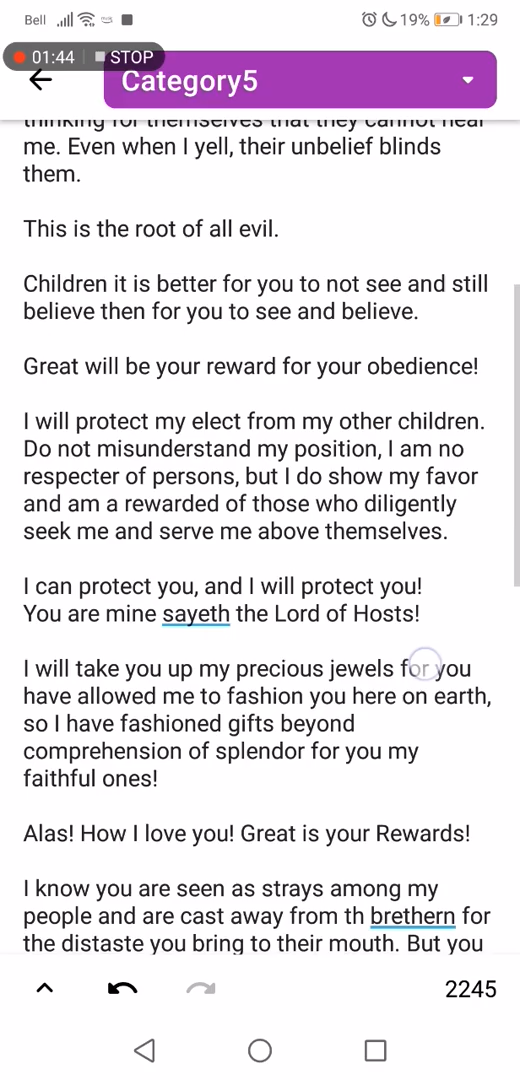 Bell 19% 1:29
01:44 STOP
Category5
thinking for themselves that they cannot hear
me. Even when I yell, their unbelief blinds
them.
This is the root of all evil.
Children it is better for you to not see and still
believe then for you to see and believe.
Great will be your reward for your obedience!
I will protect my elect from my other children.
Do not misunderstand my position, I am no
respecter of persons, but I do show my favor
and am a rewarded of those who diligently
seek me and serve me above themselves.
I can protect you, and I will protect you!
You are mine sayeth the Lord of Hosts!
I will take you up my precious jewels for you
have allowed me to fashion you here on earth,
so I have fashioned gifts beyond
comprehension of splendor for you my
faithful ones!
Alas! How I love you! Great is your Rewards!
I know you are seen as strays among my
people and are cast away from th brethern for
the distaste you bring to their mouth. But you
2245